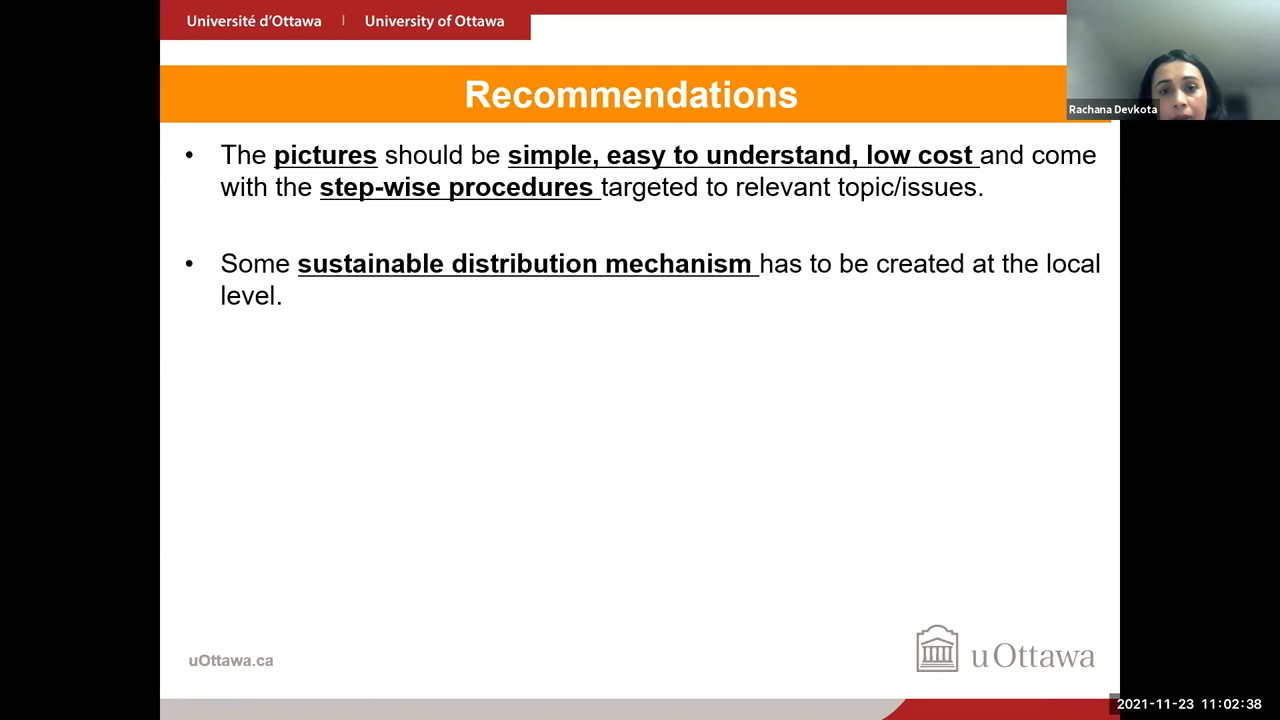 Université d'Ottawa | University of Ottawa
Recommendations
Rachana Devkota
• The pictures should be simple, easy to understand, low cost and come
with the step-wise procedures targeted to relevant topic/issues.
• Some sustainable distribution mechanism has to be created at the local
level.
uOttawa.ca
uOttawa
2021-11-23 11:02:38